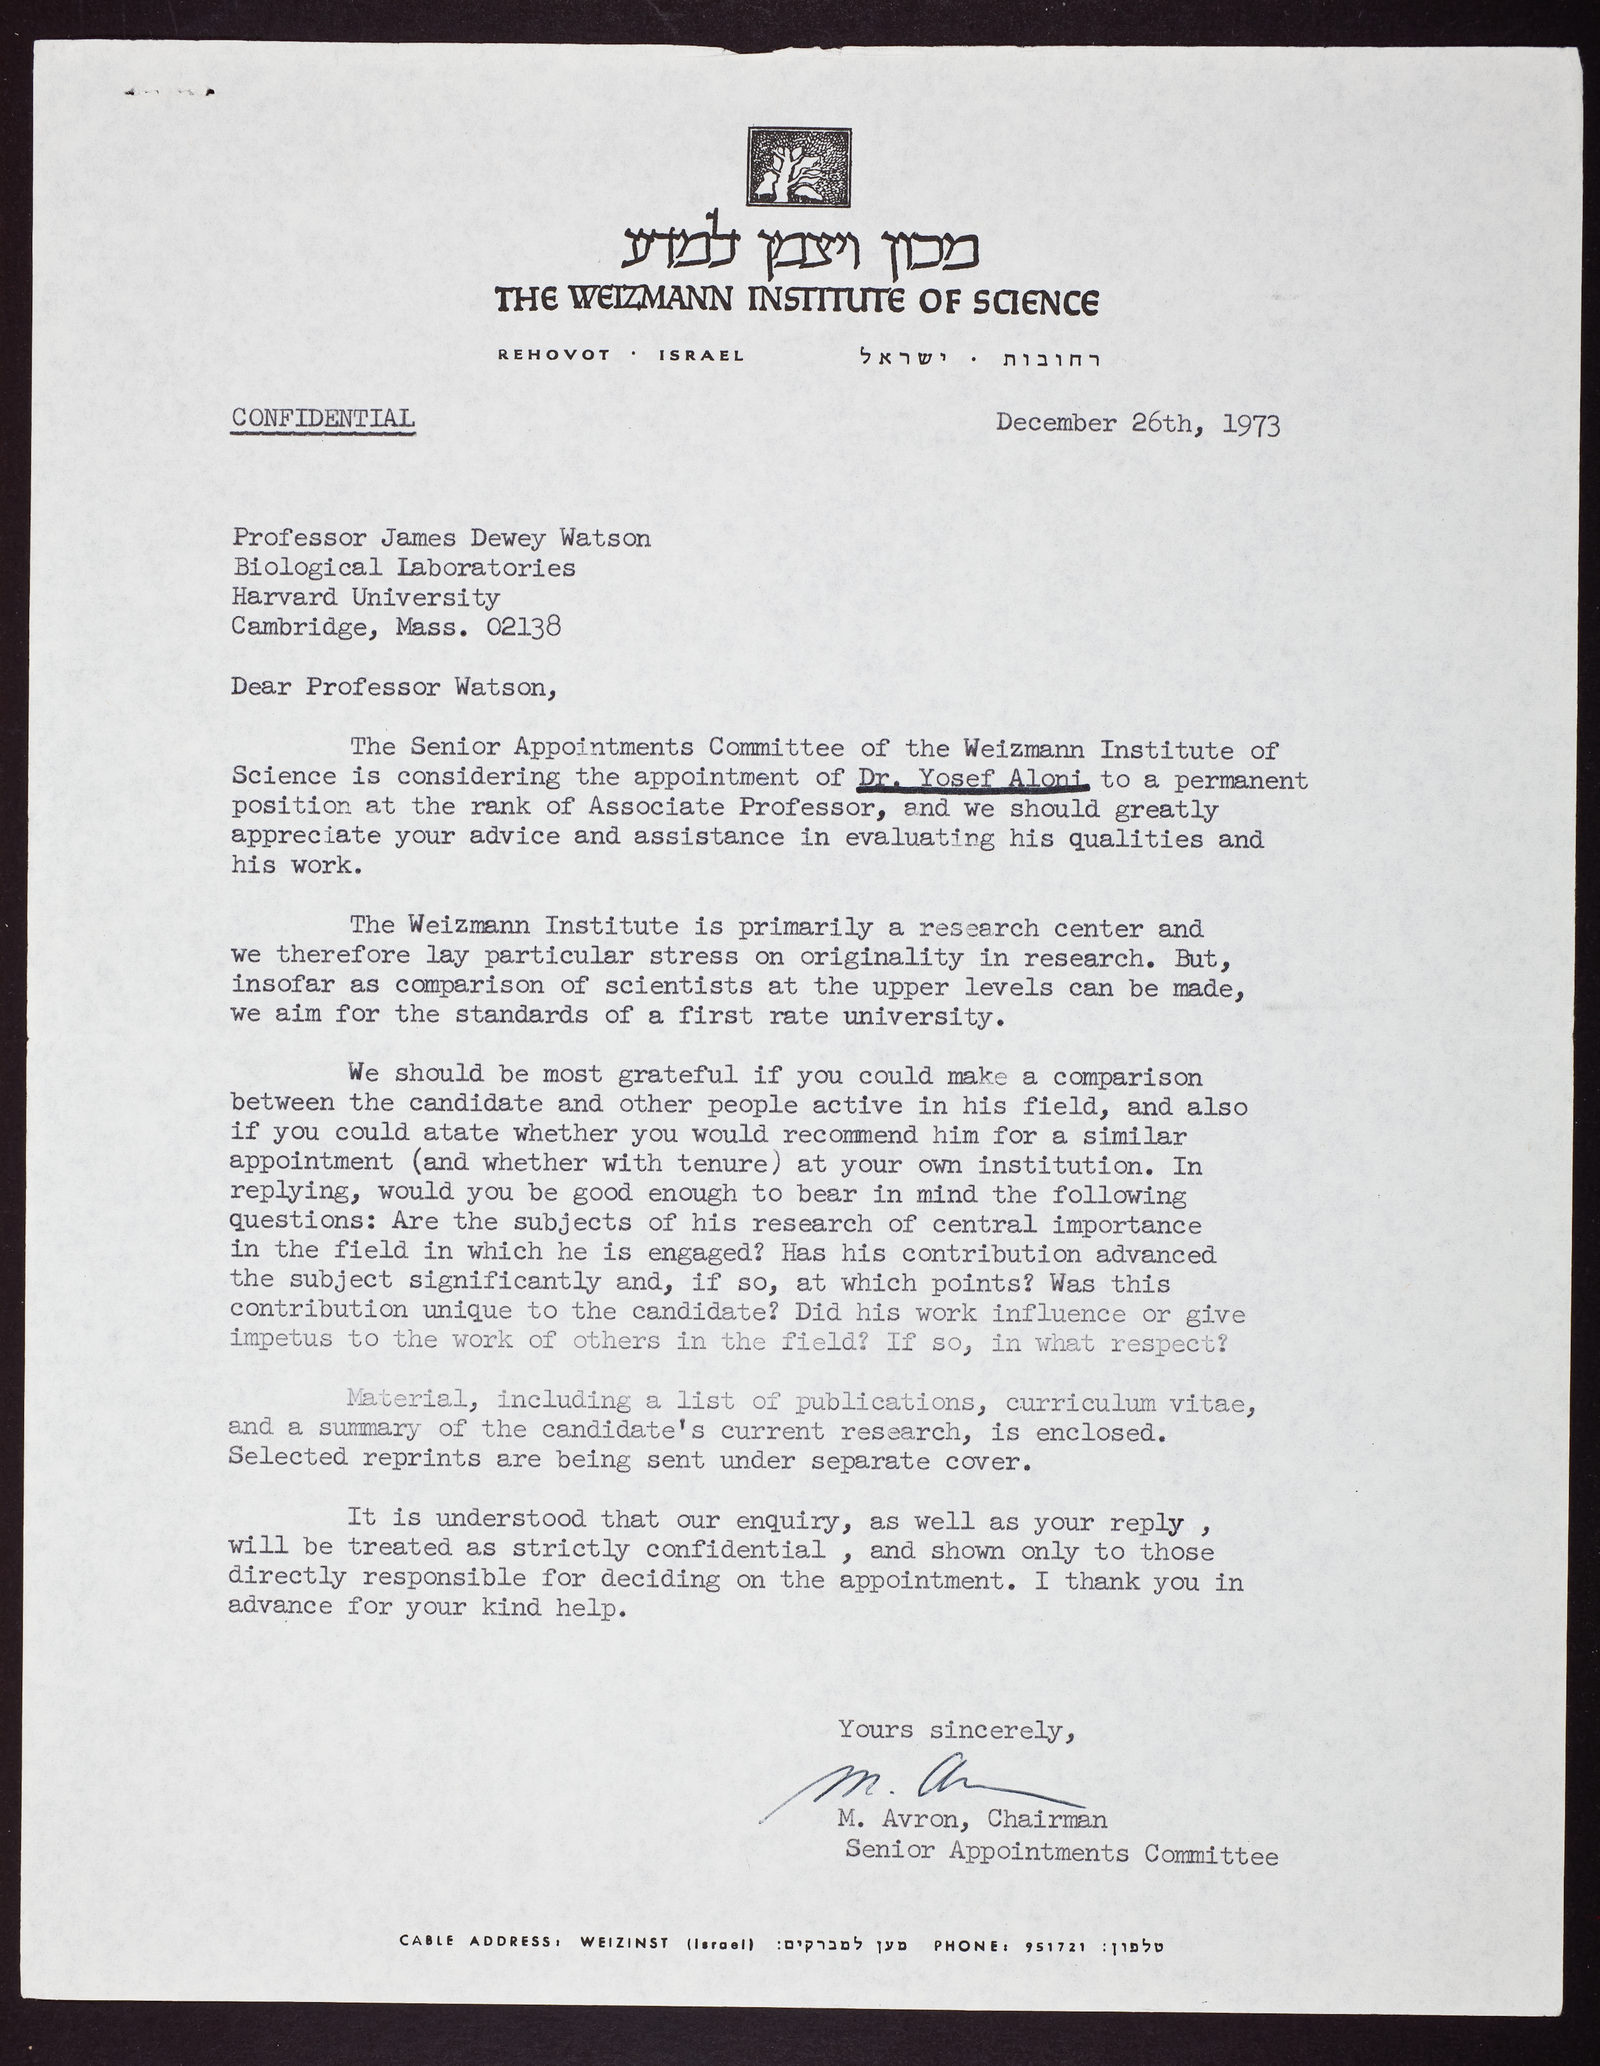 מכון ויצמן למדע
THE WEIZMANN INSTITUTE OF SCIENCE
REHOVOT · ISRAEL רחובות · ישראל
CONFIDENTIAL December 26th, 1973
Professor James Dewey Watson
Biological Laboratories
Harvard University
Cambridge, Mass. 02138
Dear Professor Watson,
The Senior Appointments Committee of the Weizmann Institute of
Science is considering the appointment of Dr. Yosef Aloni to a permanent
position at the rank of Associate Professor, and we should greatly
appreciate your advice and assistance in evaluating his qualities and
his work.
The Weizmann Institute is primarily a research center and
we therefore lay particular stress on originality in research. But,
insofar as comparison of scientists at the upper levels can be made,
we aim for the standards of a first rate university.
We should be most grateful if you could make a comparison
between the candidate and other people active in his field, and also
if you could atate whether you would recommend him for a similar
appointment (and whether with tenure) at your own institution. In
replying, would you be good enough to bear in mind the following
questions: Are the subjects of his research of central importance
in the field in which he is engaged? Has his contribution advanced
the subject significantly and, if so, at which points? Was this
contribution unique to the candidate? Did his work influence or give
impetus to the work of others in the field? If so, in what respect?
Material, including a list of publications, curriculum vitae,
and a summary of the candidate's current research, is enclosed.
Selected reprints are being sent under separate cover.
It is understood that our enquiry, as well as your reply ,
will be treated as strictly confidential , and shown only to those
directly responsible for deciding on the appointment. I thank you in
advance for your kind help.
Yours sincerely,
M. Avron, Chairman
Senior Appointments Committee
CABLE ADDRESS: WEIZINST (Israel) מען למברקים: PHONE: 951721 טלפון: